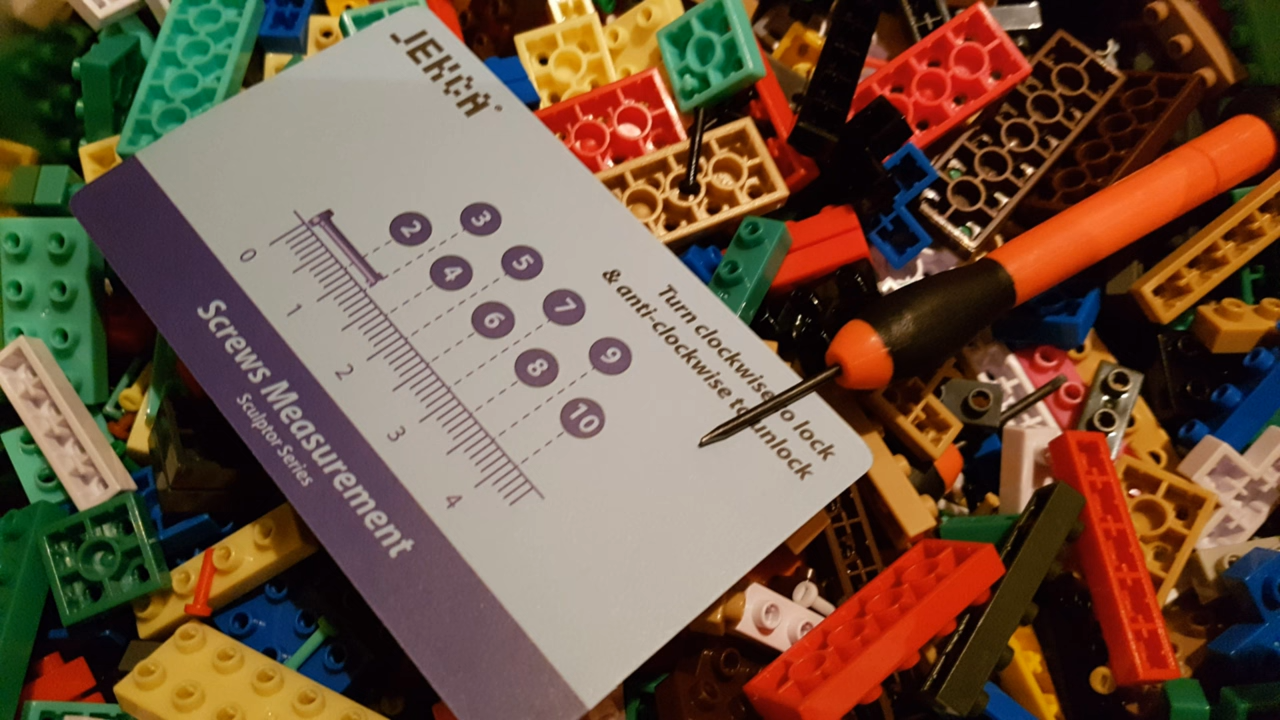 JEKCA
Turn clockwise to lock
& anti-clockwise to unlock
2
3
4
5
6
7
8
9
10
0
1
2
3
4
Screws Measurement
Sculptor Series